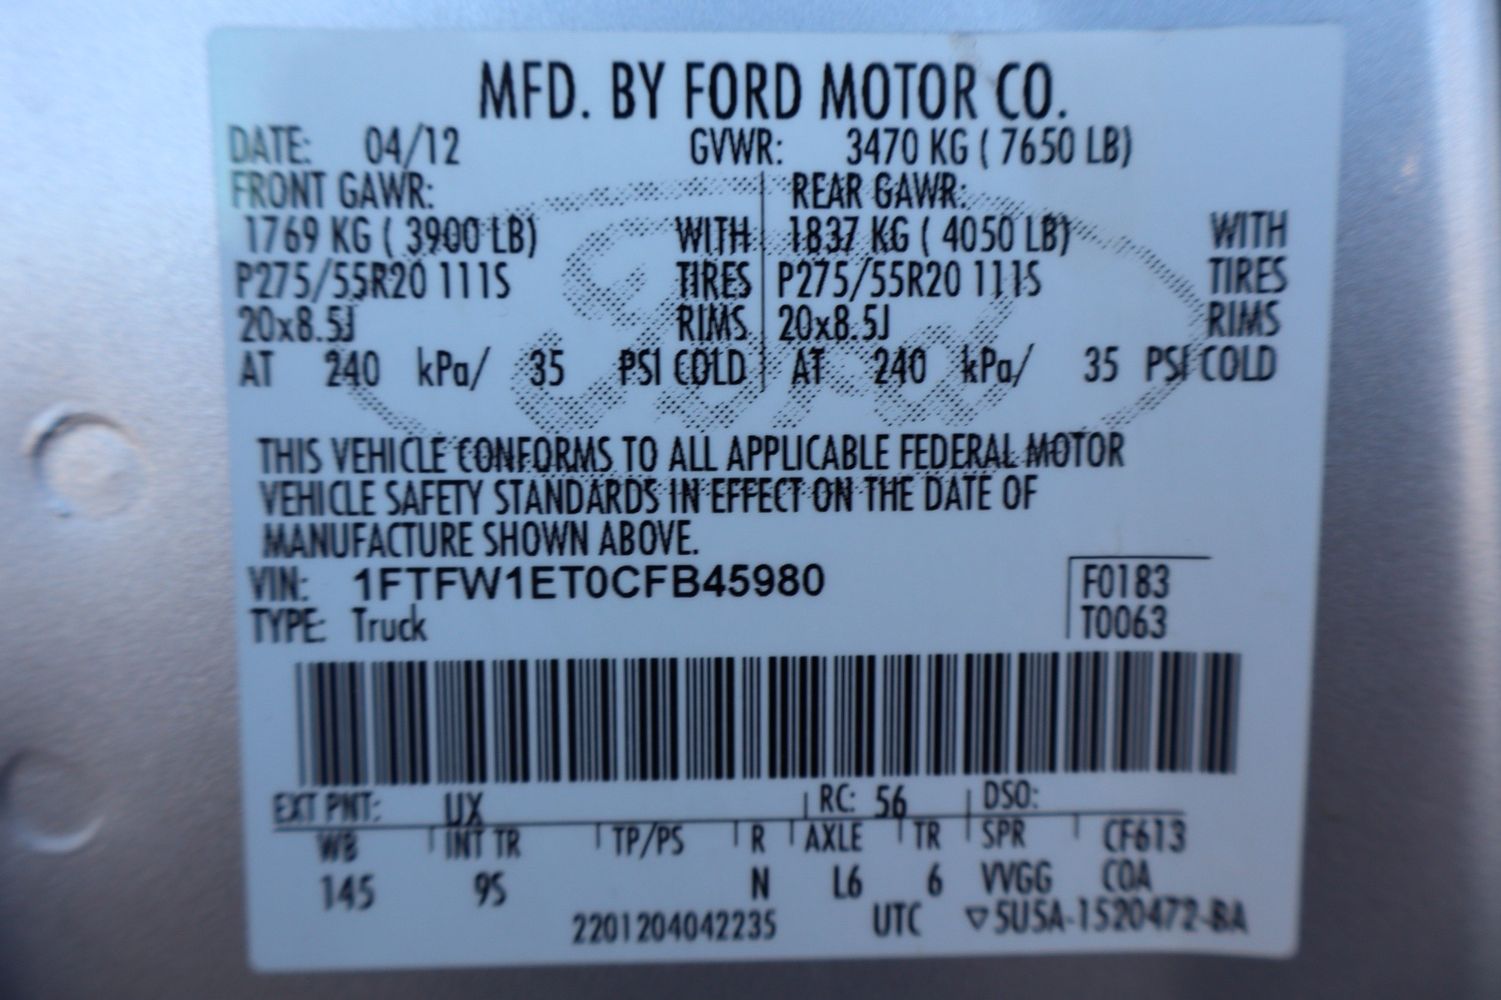 MFD. BY FORD MOTOR CO.
DATE: 04/12 GVWR: 3470 KG ( 7650 LB)
FRONT GAWR: REAR GAWR:
1769 KG ( 3900 LB) WITH 1837 KG ( 4050 LB) WITH
P275/55R20 111S TIRES P275/55R20 111S TIRES
20x8.5J RIMS 20x8.5J RIMS
AT 240 kPa/ 35 PSI COLD AT 240 kPa/ 35 PSI COLD
Ford
THIS VEHICLE CONFORMS TO ALL APPLICABLE FEDERAL MOTOR
VEHICLE SAFETY STANDARDS IN EFFECT ON THE DATE OF
MANUFACTURE SHOWN ABOVE.
VIN: 1FTFW1ET0CFB45980 F0183
TYPE: Truck T0063
EXT PNT: UX RC: 56 DSO:
WB INT TR TP/PS R AXLE TR SPR CF613
145 9S N L6 6 VVGG C0A
2201204042235 UTC ▽5U5A-1520472-BA